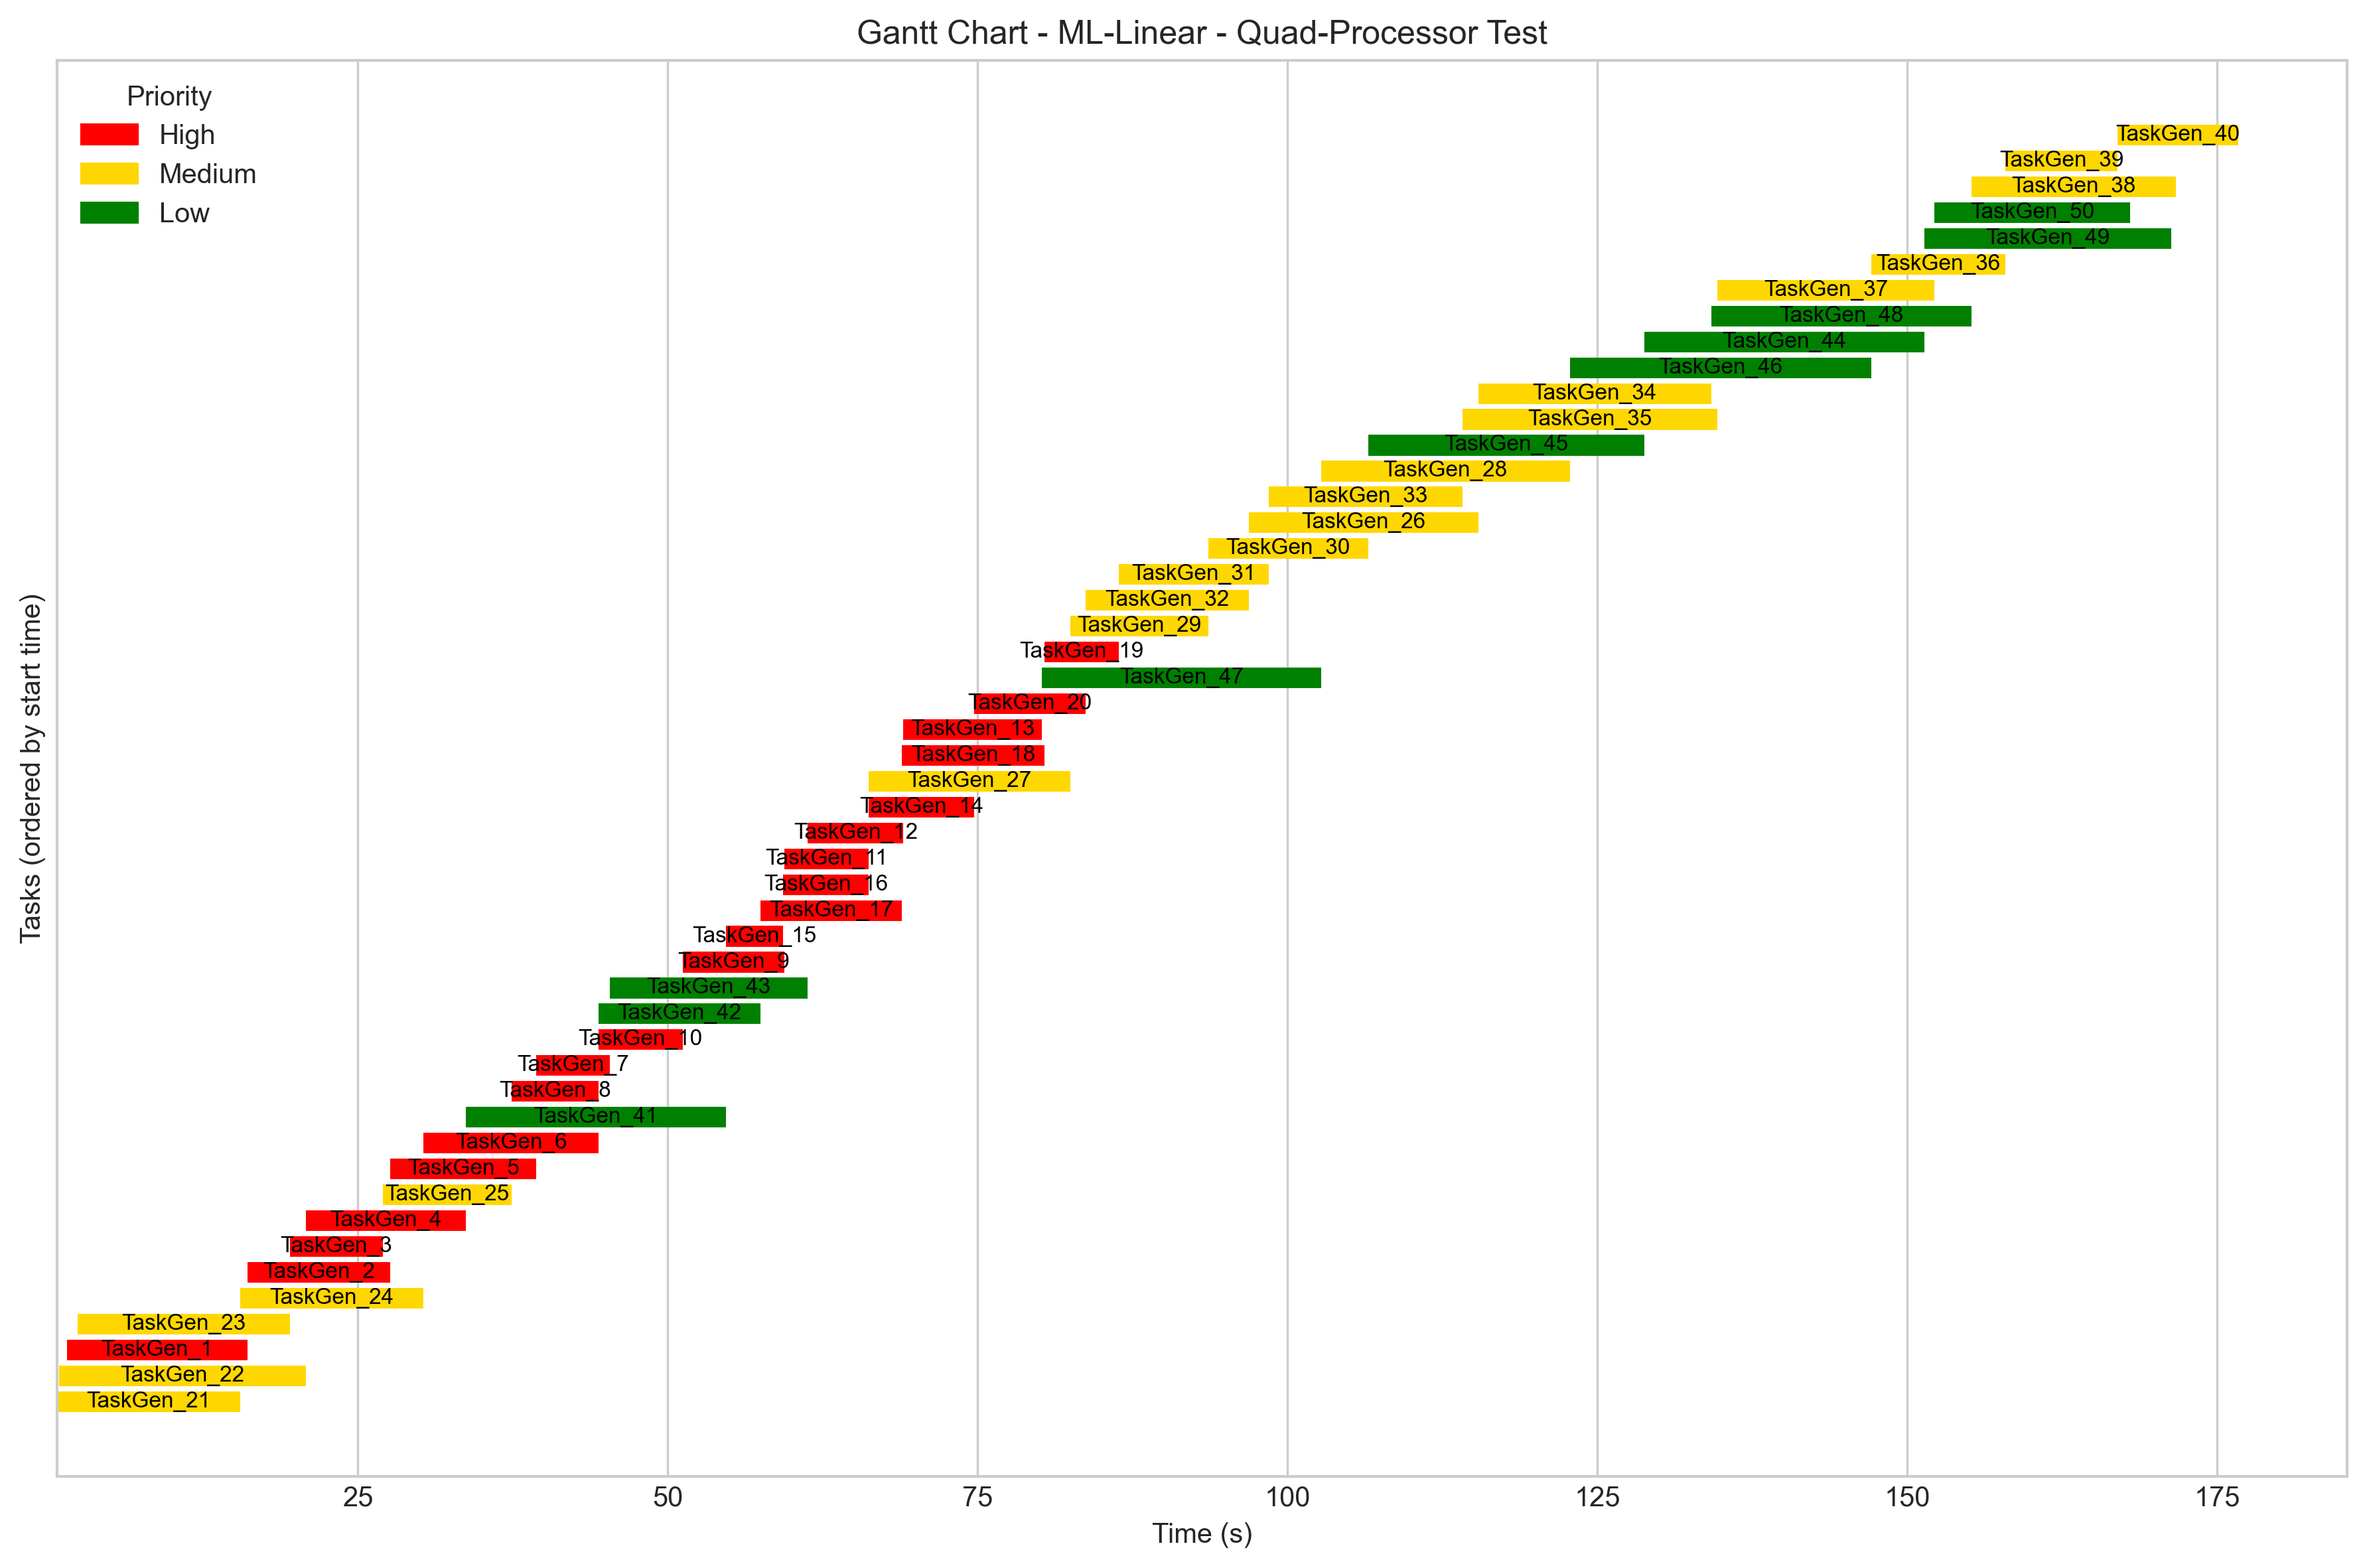 Gantt Chart - ML-Linear - Quad-Processor Test
Priority
High
Medium
Low
TaskGen_40
TaskGen_39
TaskGen_38
TaskGen_50
TaskGen_49
TaskGen_36
TaskGen_37
TaskGen_48
TaskGen_44
TaskGen_46
TaskGen_34
TaskGen_35
TaskGen_45
TaskGen_28
TaskGen_33
TaskGen_26
TaskGen_30
TaskGen_31
TaskGen_32
TaskGen_29
TaskGen_19
TaskGen_47
TaskGen_20
TaskGen_13
TaskGen_18
TaskGen_27
TaskGen_14
TaskGen_12
TaskGen_11
TaskGen_16
TaskGen_17
TaskGen_15
TaskGen_9
TaskGen_43
TaskGen_42
TaskGen_10
TaskGen_7
TaskGen_8
TaskGen_41
TaskGen_6
TaskGen_5
TaskGen_25
TaskGen_4
TaskGen_3
TaskGen_2
TaskGen_24
TaskGen_23
TaskGen_1
TaskGen_22
TaskGen_21
Tasks (ordered by start time)
25 50 75 100 125 150 175
Time (s)